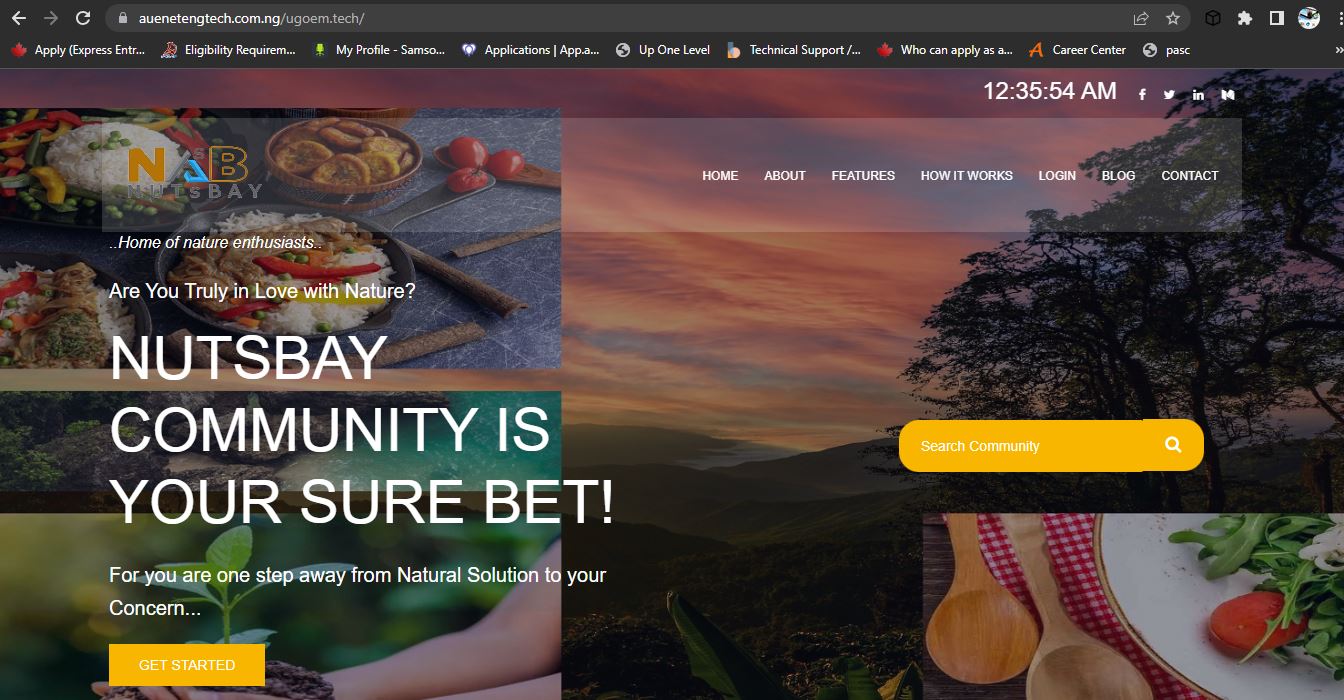 auenetengtech.com.ng/ugoem.tech/
Apply (Express Entr...
Eligibility Requirem...
My Profile - Samso...
Applications | App.a...
Up One Level
Technical Support /...
Who can apply as a...
Career Center
pasc
12:35:54 AM
NASB
NUTsBAY
HOME
ABOUT
FEATURES
HOW IT WORKS
LOGIN
BLOG
CONTACT
..Home of nature enthusiasts..
Are You Truly in Love with Nature?
NUTSBAY
COMMUNITY IS
YOUR SURE BET!
Search Community
For you are one step away from Natural Solution to your
Concern...
GET STARTED